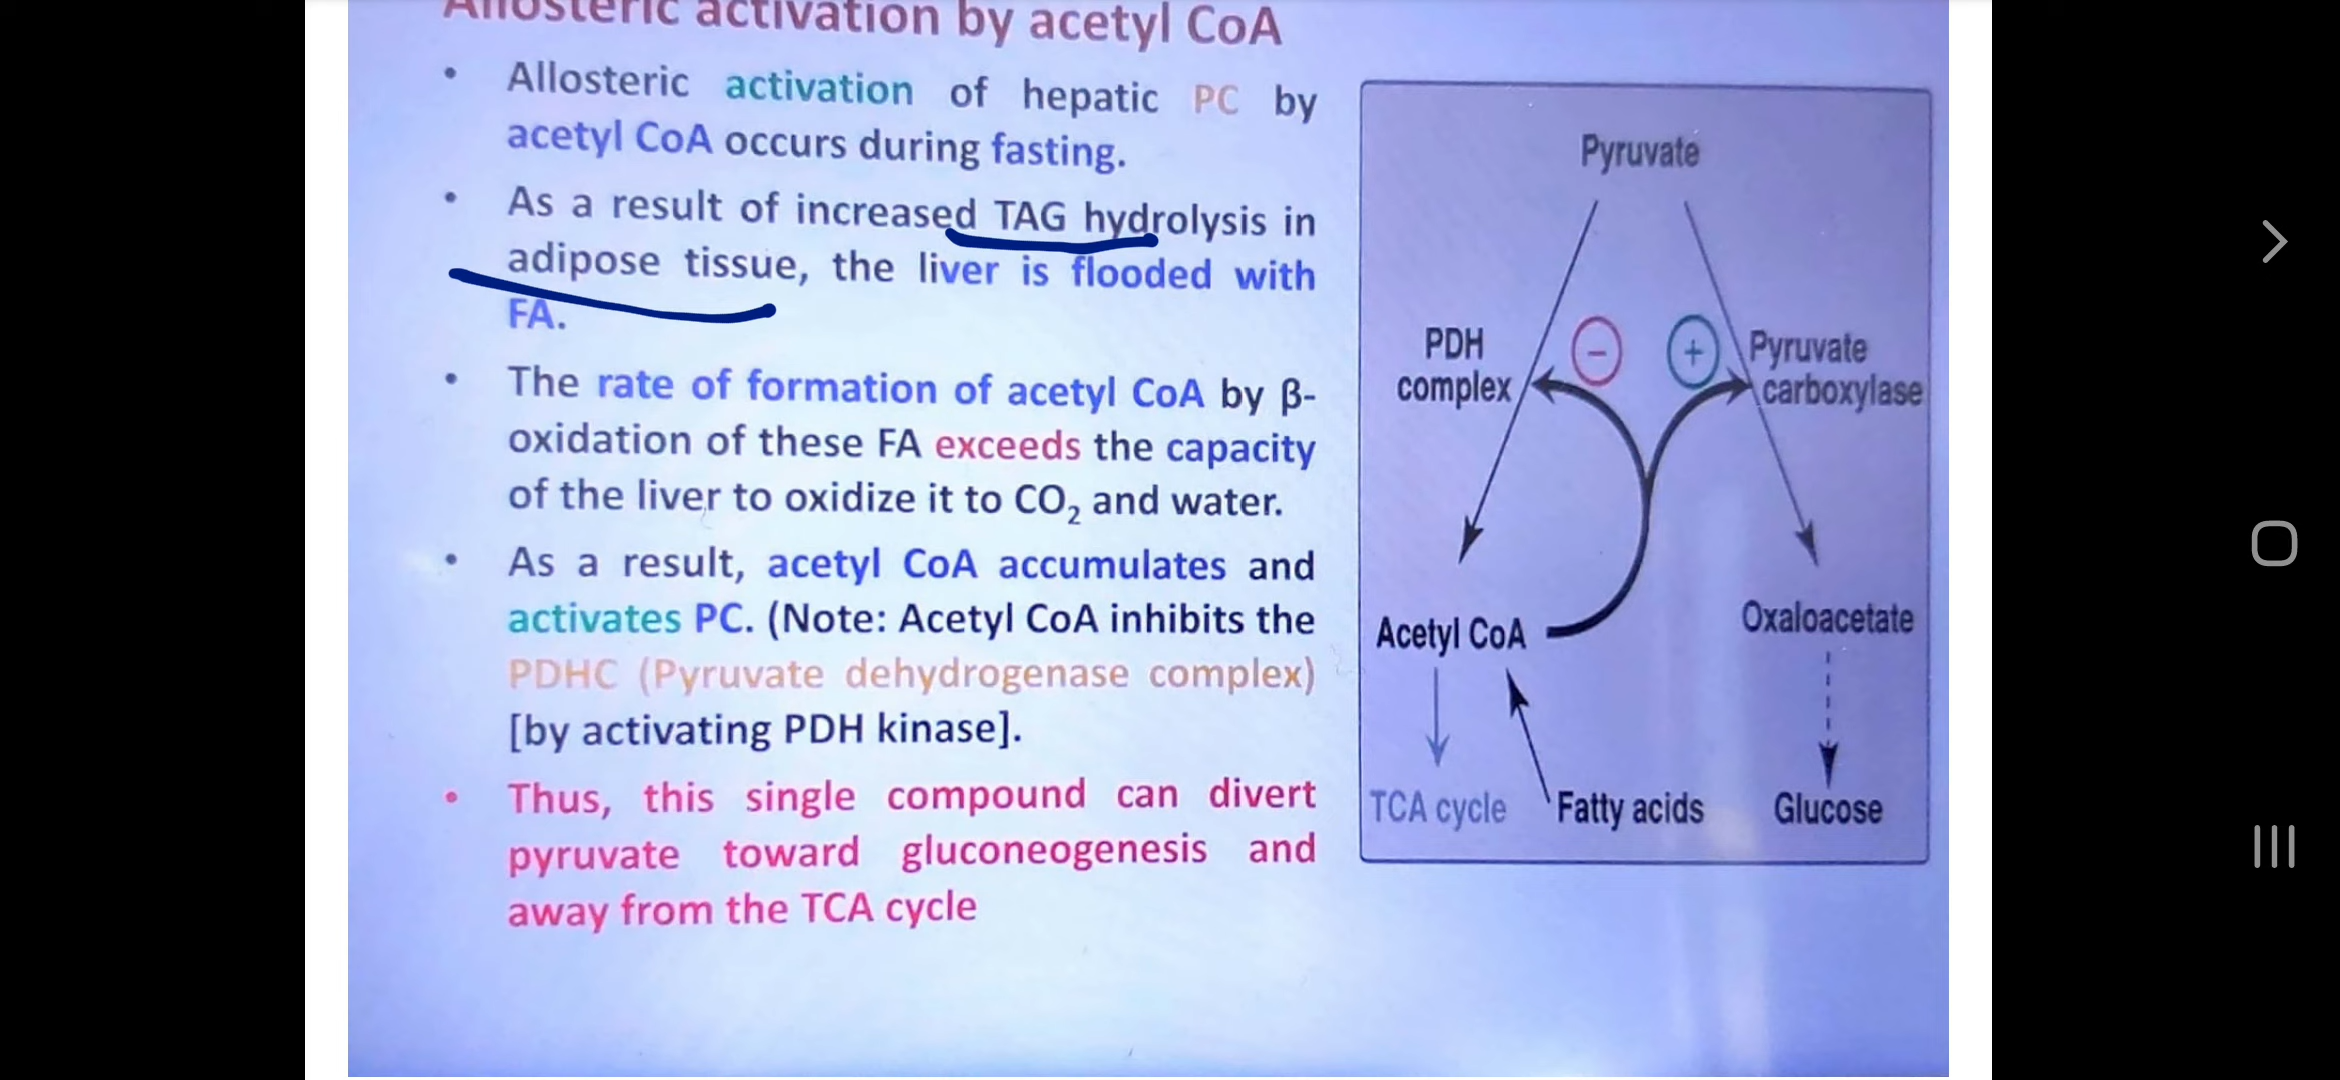 Allosteric activation by acetyl CoA
• Allosteric activation of hepatic PC by
acetyl CoA occurs during fasting.
• As a result of increased TAG hydrolysis in
adipose tissue, the liver is flooded with
FA.
• The rate of formation of acetyl CoA by β-
oxidation of these FA exceeds the capacity
of the liver to oxidize it to CO₂ and water.
• As a result, acetyl CoA accumulates and
activates PC. (Note: Acetyl CoA inhibits the
PDHC (Pyruvate dehydrogenase complex)
[by activating PDH kinase].
• Thus, this single compound can divert
pyruvate toward gluconeogenesis and
away from the TCA cycle
Pyruvate
PDH
complex
−
+
Pyruvate
carboxylase
Acetyl CoA
Oxaloacetate
TCA cycle
Fatty acids
Glucose